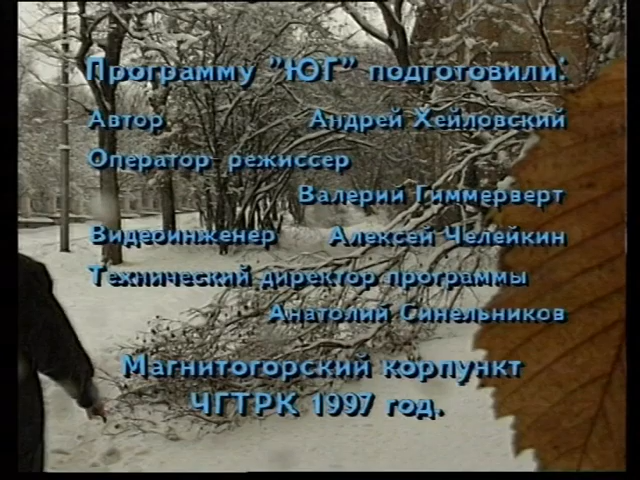 Программу "ЮГ" подготовили:
Автор Андрей Хейловский
Оператор- режиссер
Валерий Гиммерверт
Видеоинженер Алексей Челейкин
Технический директор программы
Анатолий Синельников
Магнитогорский корпункт
ЧГТРК 1997 год.